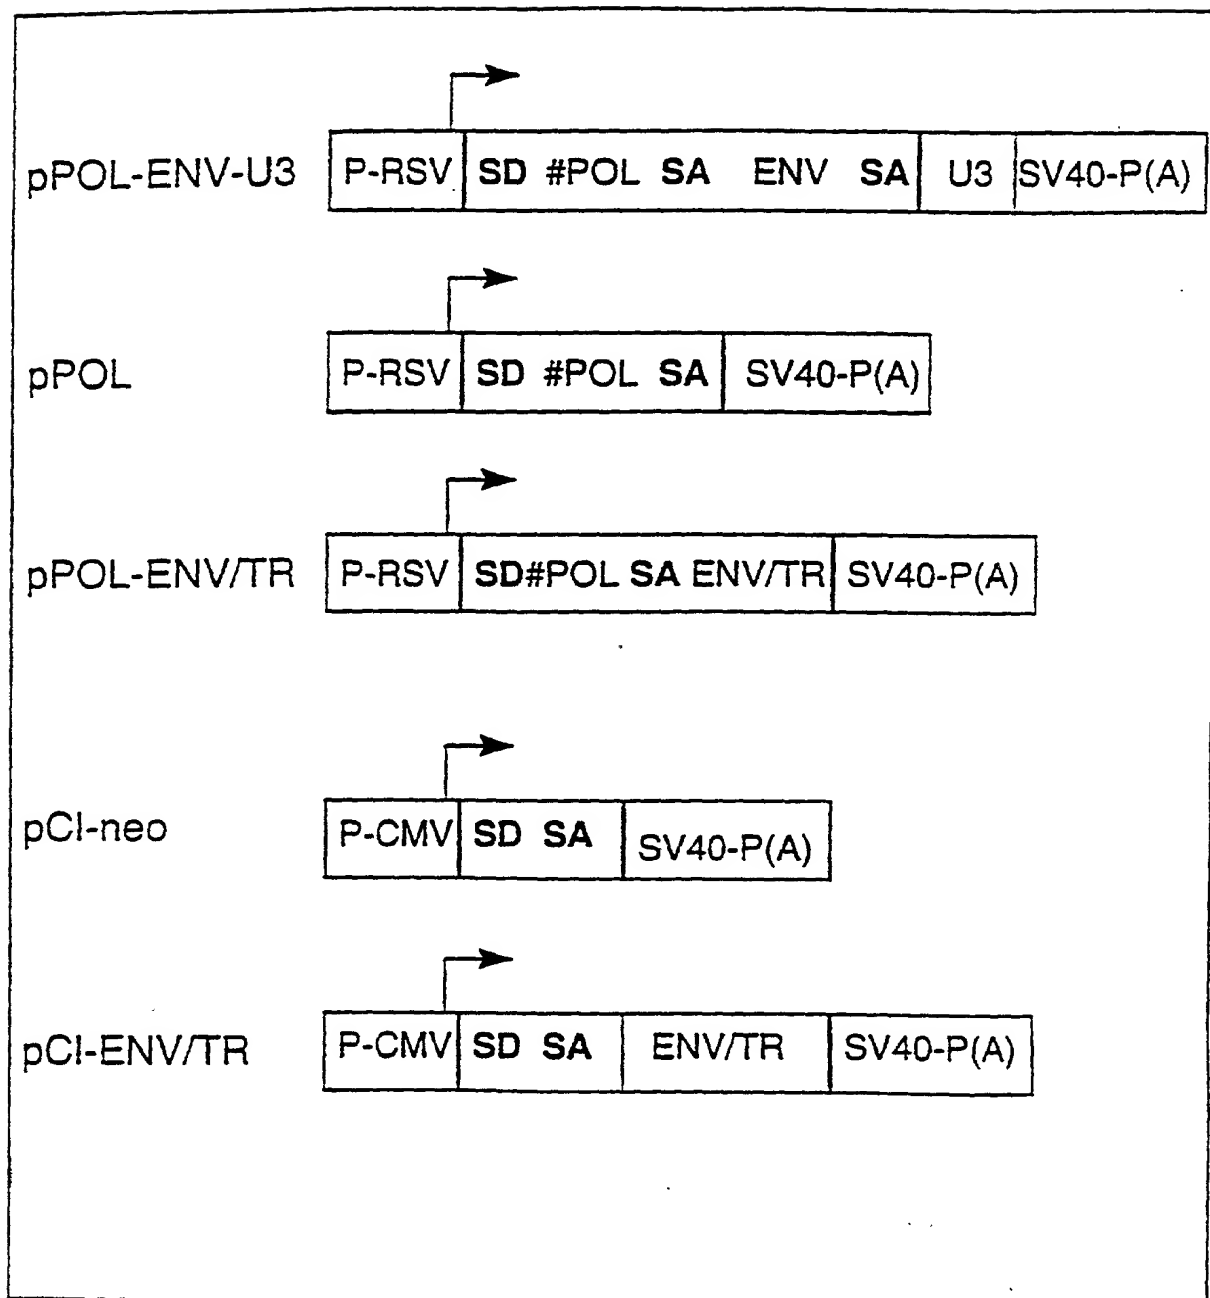 pPOL-ENV-U3 P-RSV SD #POL SA ENV SA U3 SV40-P(A)
pPOL P-RSV SD #POL SA SV40-P(A)
pPOL-ENV/TR P-RSV SD#POL SA ENV/TR SV40-P(A)
pCI-neo P-CMV SD SA SV40-P(A)
pCI-ENV/TR P-CMV SD SA ENV/TR SV40-P(A)